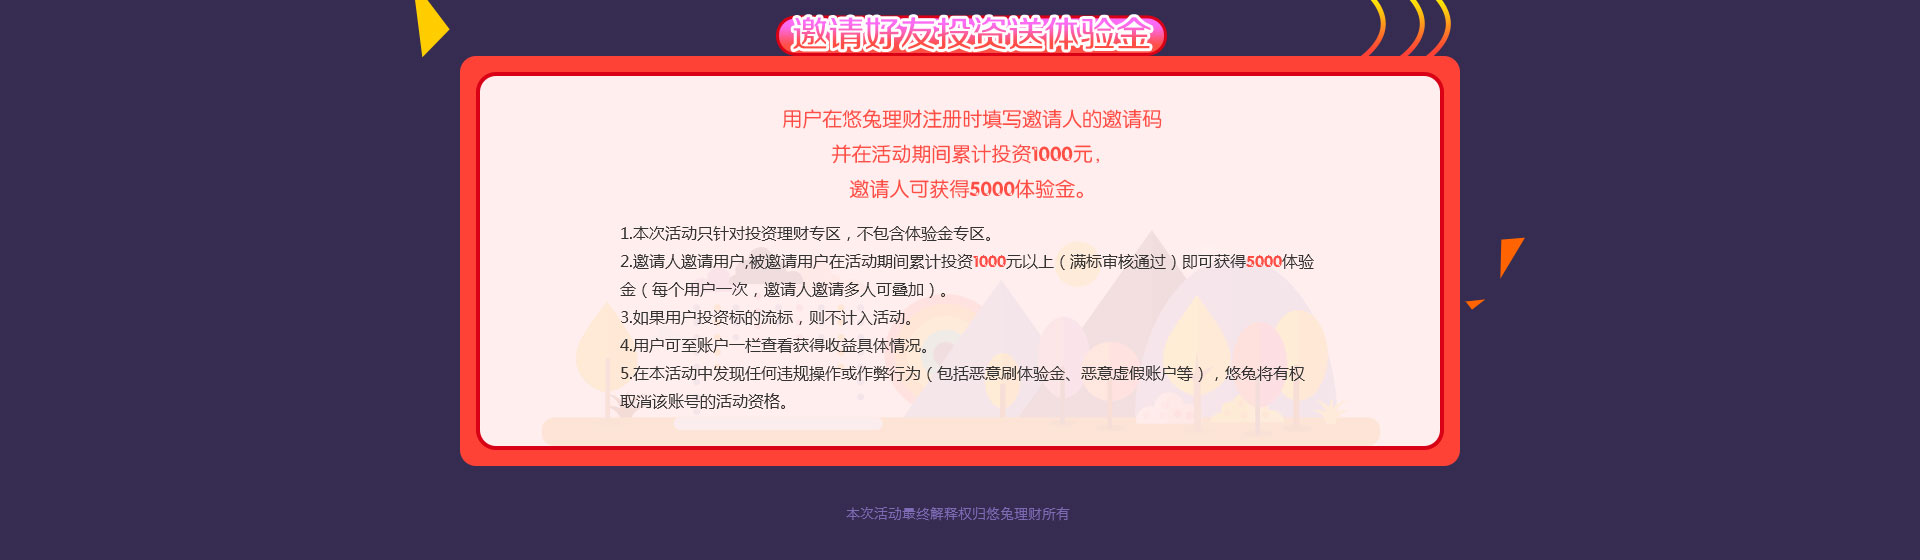 邀请好友投资送体验金
用户在悠兔理财注册时填写邀请人的邀请码
并在活动期间累计投资1000元，
邀请人可获得5000体验金。
1.本次活动只针对投资理财专区，不包含体验金专区。
2.邀请人邀请用户,被邀请用户在活动期间累计投资1000元以上（满标审核通过）即可获得5000体验
金（每个用户一次，邀请人邀请多人可叠加）。
3.如果用户投资标的流标，则不计入活动。
4.用户可至账户一栏查看获得收益具体情况。
5.在本活动中发现任何违规操作或作弊行为（包括恶意刷体验金、恶意虚假账户等），悠兔将有权
取消该账号的活动资格。
本次活动最终解释权归悠兔理财所有